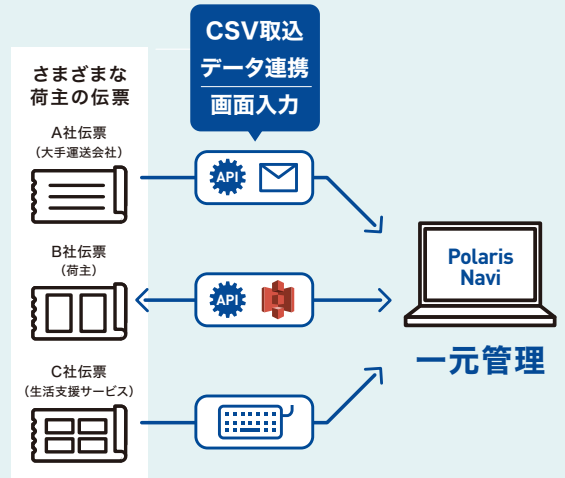 CSV取込
データ連携
画面入力
さまざまな
荷主の伝票
A社伝票
（大手運送会社）
API
B社伝票
（荷主）
API
Polaris
Navi
一元管理
C社伝票
（生活支援サービス）